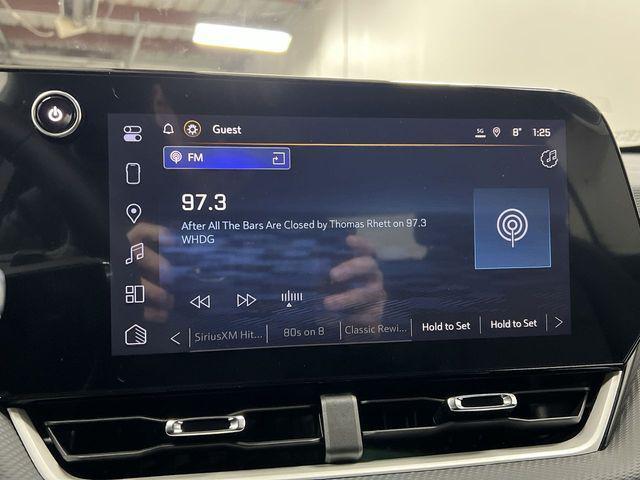 Guest
5G 8° 1:25
FM
97.3
After All The Bars Are Closed by Thomas Rhett on 97.3
WHDG
SiriusXM Hit... 80s on 8 Classic Rewi... Hold to Set Hold to Set